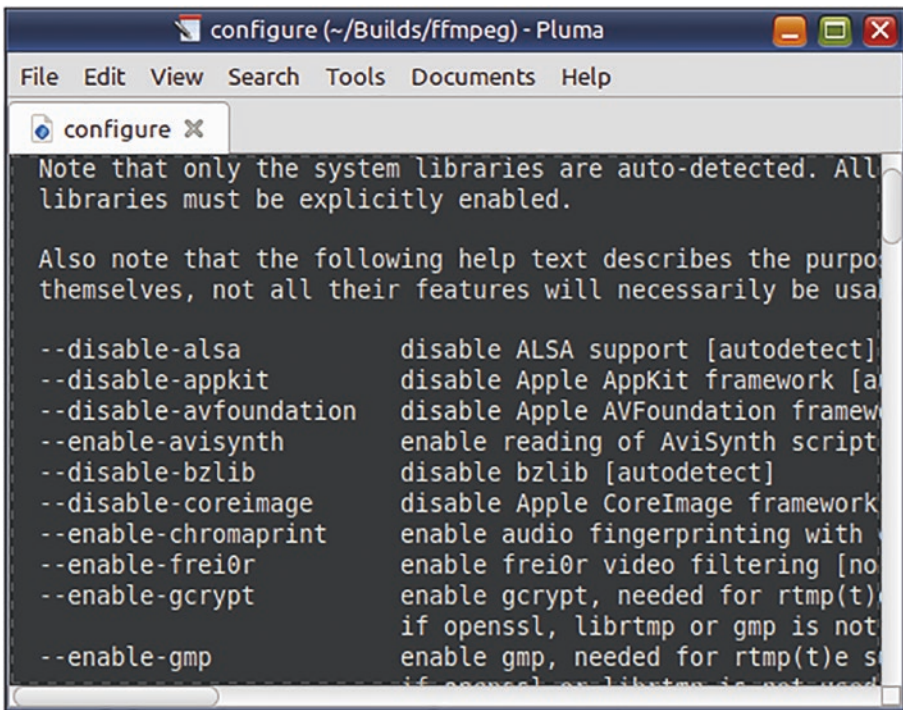 configure (~/Builds/ffmpeg) - Pluma
File Edit View Search Tools Documents Help
configure
Note that only the system libraries are auto-detected. All
libraries must be explicitly enabled.
Also note that the following help text describes the
themselves, not all their features will necessarily be
--disable-alsa disable ALSA support [autodetect]
--disable-appkit disable Apple AppKit framework
--disable-avfoundation disable Apple AVFoundation
--enable-avisynth enable reading of AviSynth script
--disable-bzlib disable bzlib [autodetect]
--disable-coreimage disable Apple CoreImage framework
--enable-chromaprint enable audio fingerprinting with
--enable-frei0r enable frei0r video filtering [no
--enable-gcrypt enable gcrypt, needed for rtmp(t)
if openssl, librtmp or gmp is not
--enable-gmp enable gmp, needed for rtmp(t)e